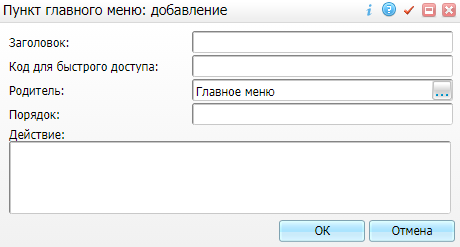 Пункт главного меню: добавление
Заголовок:
Код для быстрого доступа:
Родитель: Главное меню ...
Порядок:
Действие:
ОК Отмена